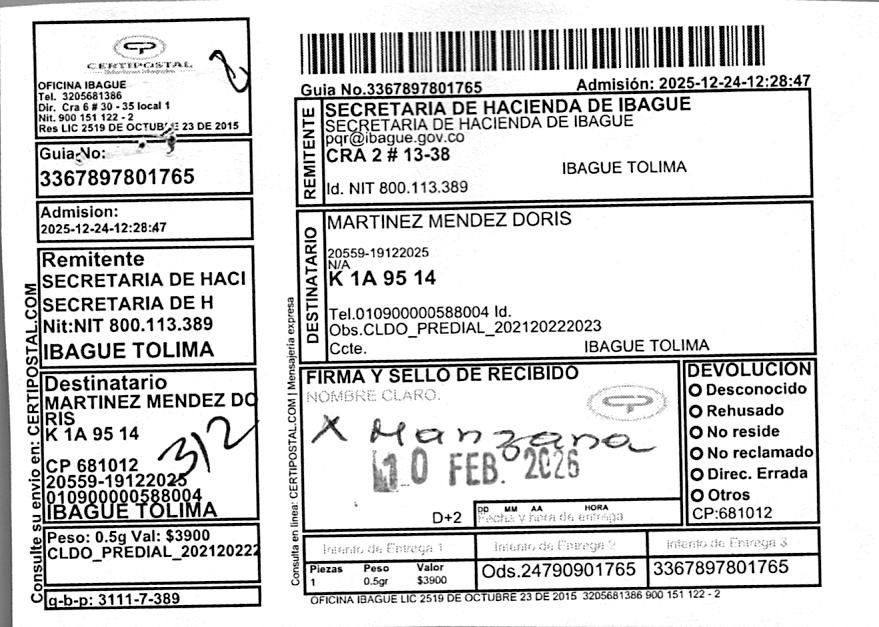 CERTIPOSTAL
OFICINA IBAGUE
Tel. 3205681386
Dir. Cra 6 # 30 - 35 local 1
Nit. 900 151 122 - 2
Res LIC 2519 DE OCTUBRE 23 DE 2015
Guia No:
3367897801765
Admision:
2025-12-24-12:28:47
Remitente
SECRETARIA DE HACI
SECRETARIA DE H
Nit:NIT 800.113.389
IBAGUE TOLIMA
Destinatario
MARTINEZ MENDEZ DO
RIS
K 1A 95 14
312
CP 681012
20559-19122025
010900000588004
IBAGUE TOLIMA
Peso: 0.5g Val: $3900
CLDO_PREDIAL_202120222
q-b-p: 3111-7-389
Consulte su envio en: CERTIPOSTAL.COM
Guia No.3367897801765 Admisión: 2025-12-24-12:28:47
REMITENTE
SECRETARIA DE HACIENDA DE IBAGUE
SECRETARIA DE HACIENDA DE IBAGUE
pqr@ibague.gov.co
CRA 2 # 13-38
IBAGUE TOLIMA
Id. NIT 800.113.389
DESTINATARIO
MARTINEZ MENDEZ DORIS
20559-19122025
N/A
K 1A 95 14
Tel.010900000588004 Id.
Obs.CLDO_PREDIAL_202120222023
Ccte. IBAGUE TOLIMA
Consulta en linea: CERTIPOSTAL.COM | Mensajeria expresa
FIRMA Y SELLO DE RECIBIDO
NOMBRE CLARO.
X Manzana
10 FEB. 2026
D+2
DD MM AA HORA
Fecha y hora de entrega
DEVOLUCION
Desconocido
Rehusado
No reside
No reclamado
Direc. Errada
Otros
CP:681012
Intento de Entrega 1 Intento de Entrega 2 Intento de Entrega 3
Piezas Peso Valor
1 0.5gr $3900
Ods.24790901765 3367897801765
OFICINA IBAGUE LIC 2519 DE OCTUBRE 23 DE 2015 3205681386 900 151 122 - 2